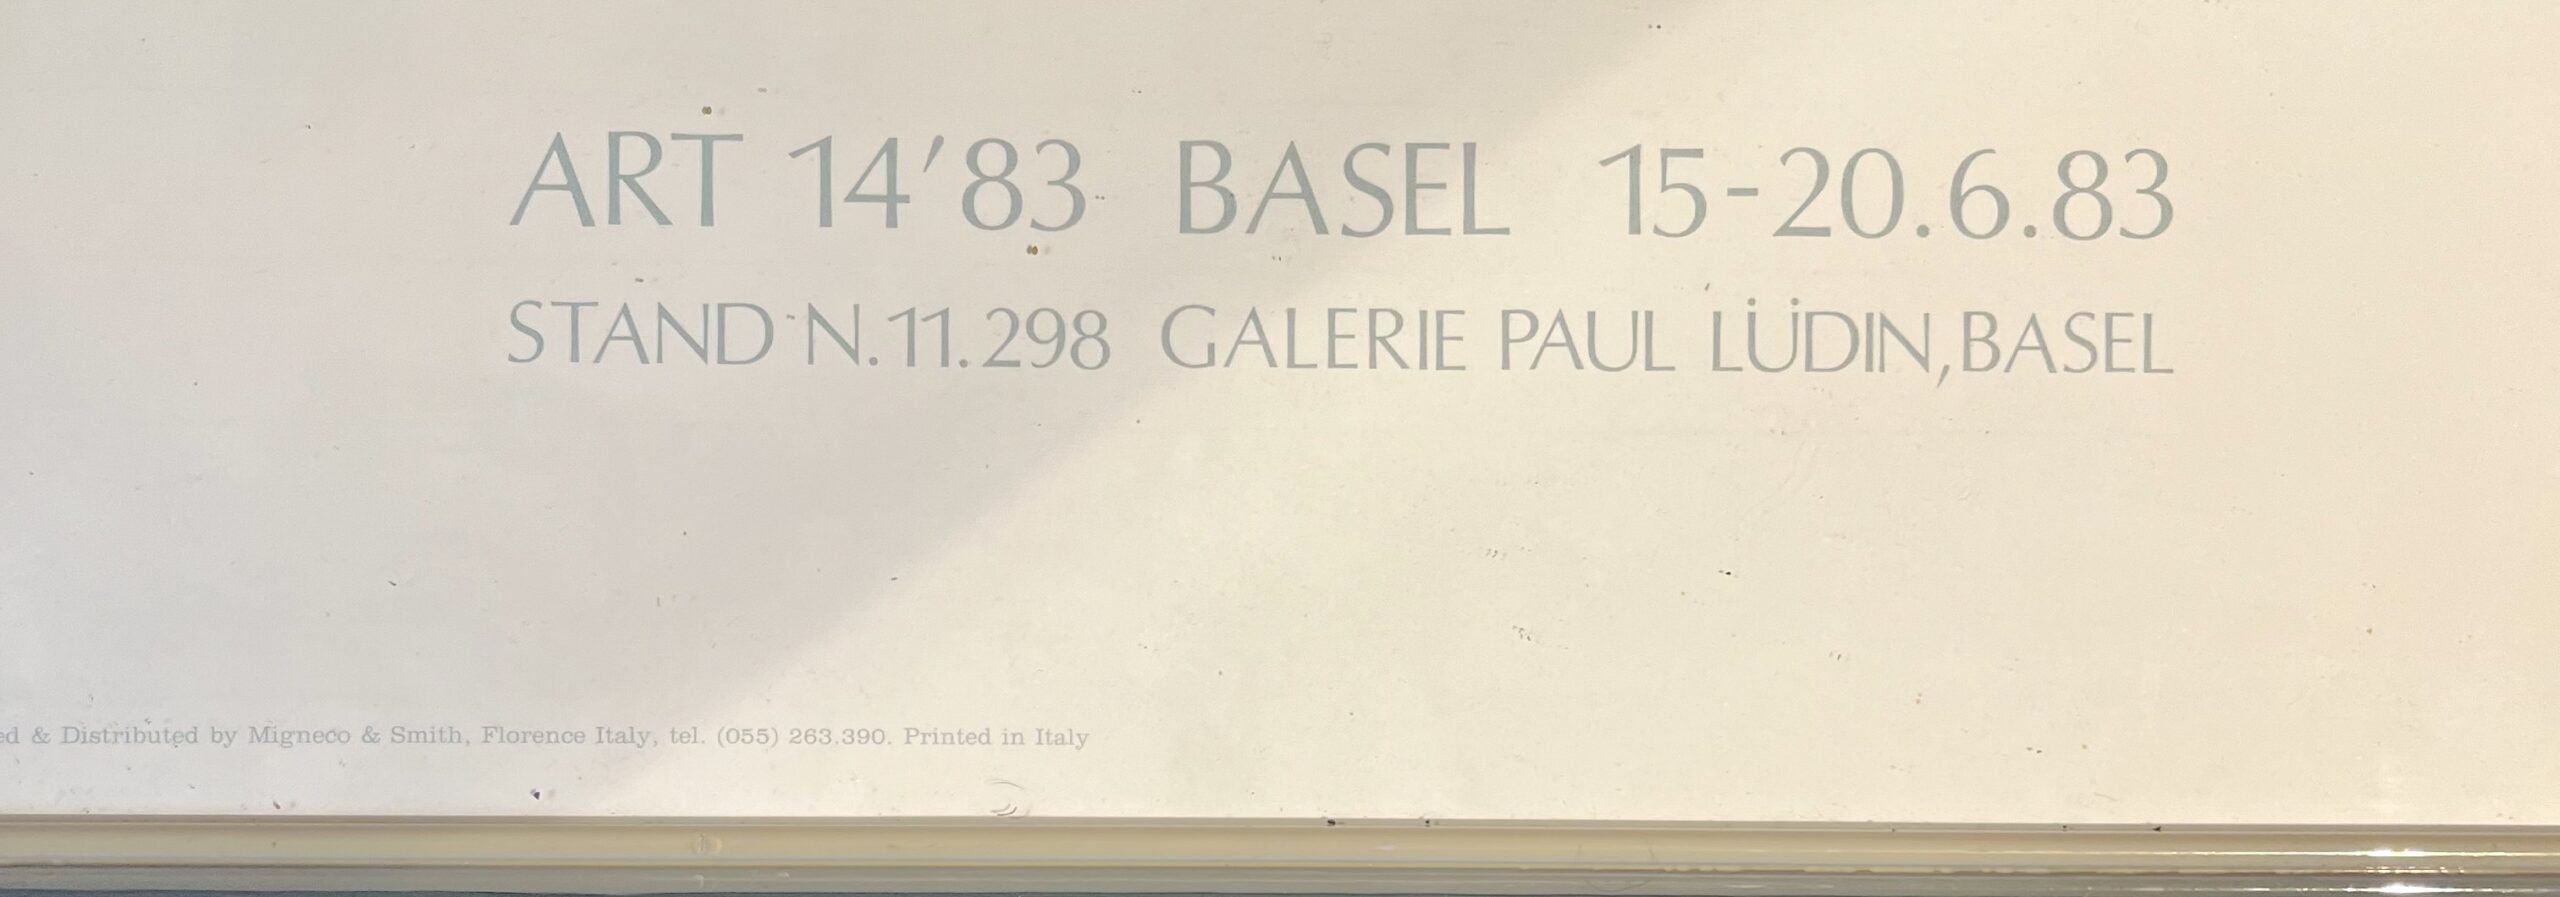 ART 14'83 BASEL 15-20.6.83
STAND N.11.298 GALERIE PAUL LÜDIN, BASEL
& Distributed by Migneco & Smith, Florence Italy, tel. (055) 263.390. Printed in Italy